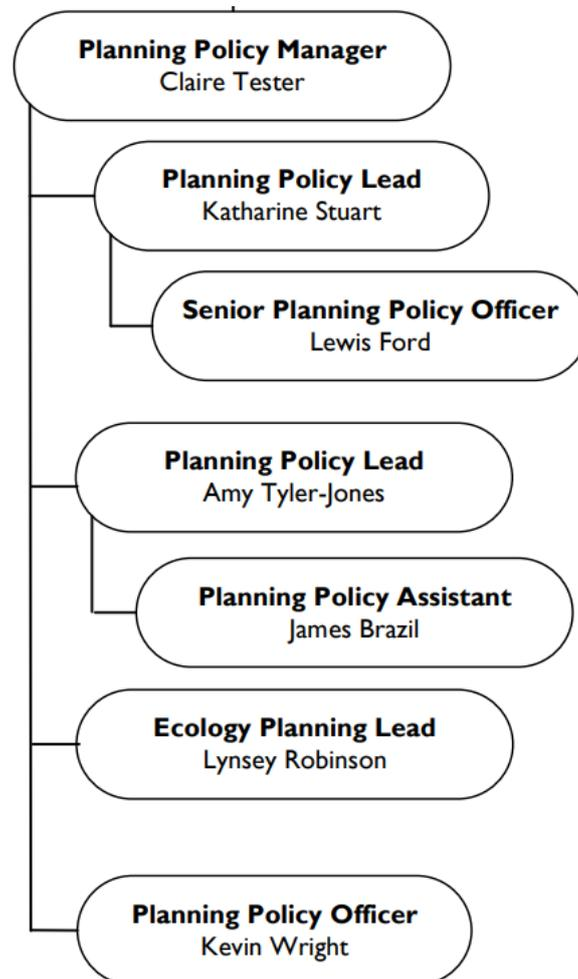 Planning Policy Manager
Claire Tester
Planning Policy Lead
Katharine Stuart
Senior Planning Policy Officer
Lewis Ford
Planning Policy Lead
Amy Tyler-Jones
Planning Policy Assistant
James Brazil
Ecology Planning Lead
Lynsey Robinson
Planning Policy Officer
Kevin Wright